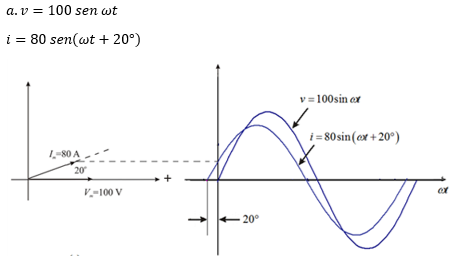 a. v = 100 sen ωt
i = 80 sen(ωt + 20°)
v = 100sin ωt
i = 80sin(ωt + 20°)
Iₘ=80 A
20°
Vₘ=100 V
+
ωt
20°